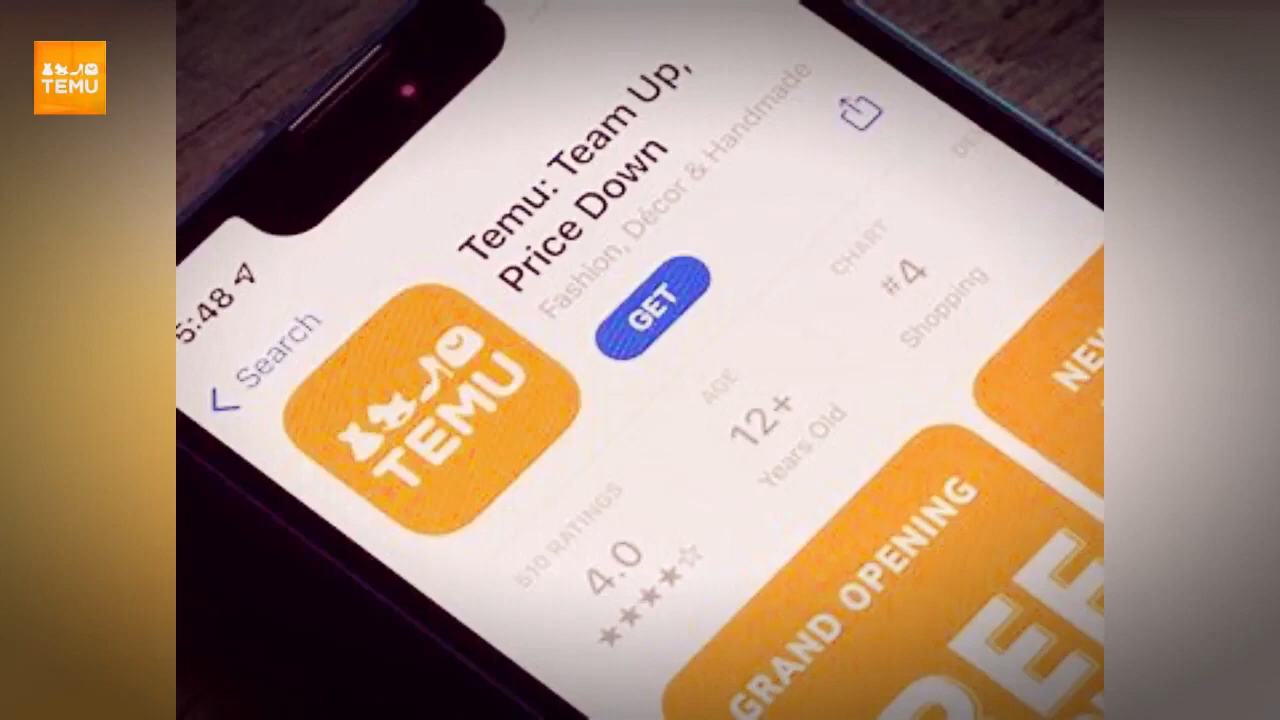 TEMU
5:48
Search
TEMU
Temu: Team Up,
Price Down
Fashion, Décor & Handmade
GET
510 RATINGS
4.0
AGE
12+
Years Old
CHART
#4
Shopping
GRAND OPENING
NEW